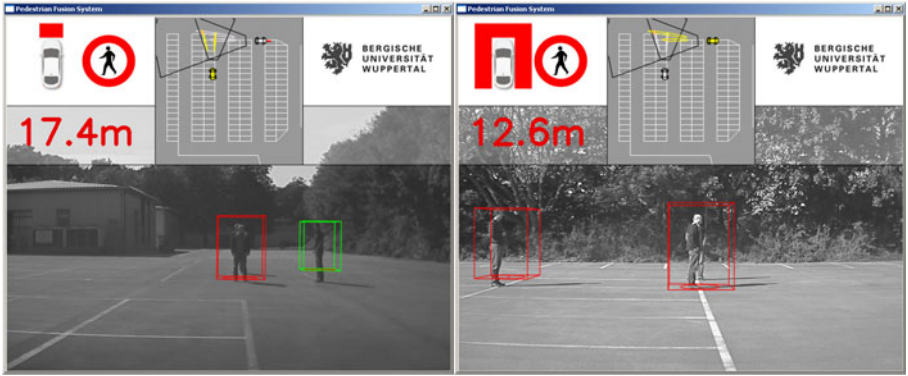 Pedestrian Fusion System
BERGISCHE
UNIVERSITÄT
WUPPERTAL
17.4m
Pedestrian Fusion System
BERGISCHE
UNIVERSITÄT
WUPPERTAL
12.6m